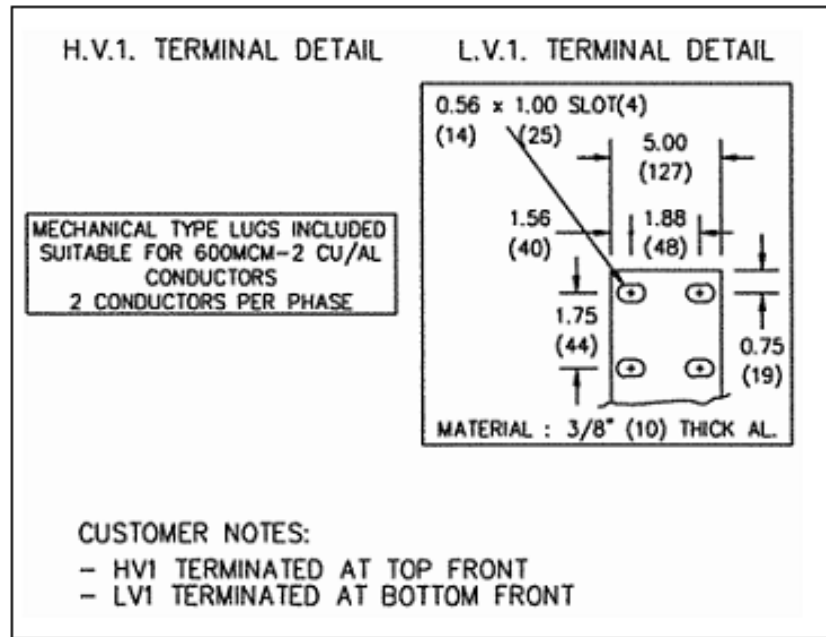 H.V.1. TERMINAL DETAIL
MECHANICAL TYPE LUGS INCLUDED
SUITABLE FOR 600MCM-2 CU/AL
CONDUCTORS
2 CONDUCTORS PER PHASE
L.V.1. TERMINAL DETAIL
0.56 x 1.00 SLOT(4)
(14) (25)
5.00
(127)
1.56
(40)
1.88
(48)
1.75
(44)
0.75
(19)
MATERIAL : 3/8" (10) THICK AL.
CUSTOMER NOTES:
- HV1 TERMINATED AT TOP FRONT
- LV1 TERMINATED AT BOTTOM FRONT